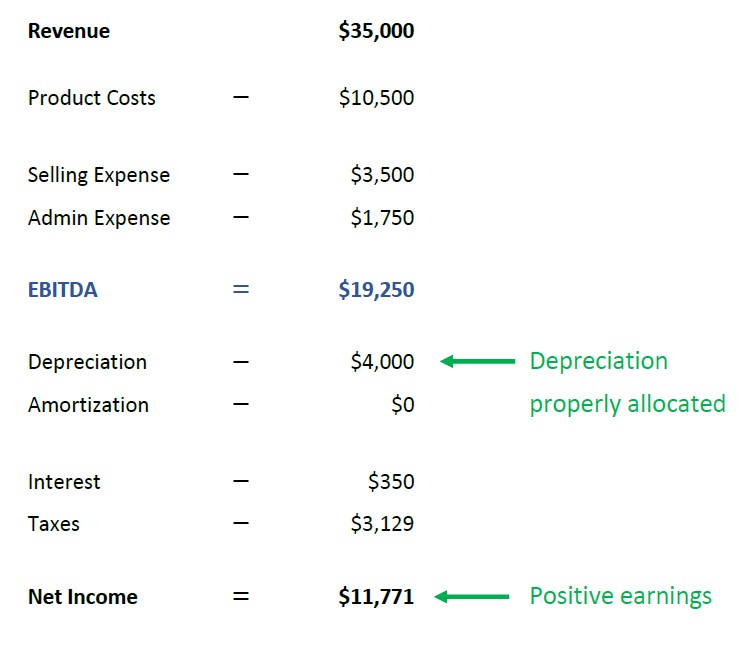 Revenue $35,000
Product Costs – $10,500
Selling Expense – $3,500
Admin Expense – $1,750
EBITDA = $19,250
Depreciation – $4,000 Depreciation
Amortization – $0 properly allocated
Interest – $350
Taxes – $3,129
Net Income = $11,771 Positive earnings